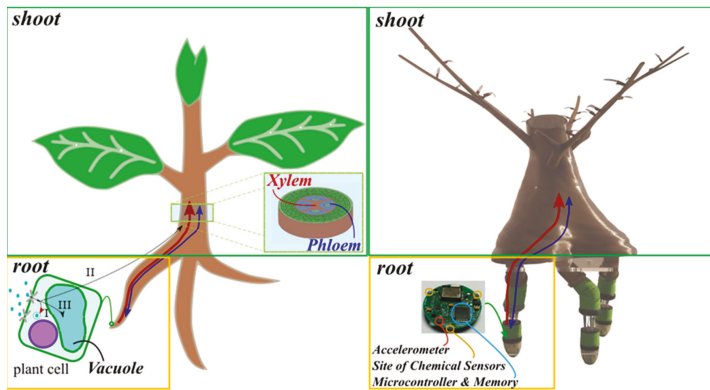 shoot
Xylem
Phloem
root
II
I
III
plant cell
Vacuole
shoot
root
Accelerometer
Site of Chemical Sensors
Microcontroller & Memory